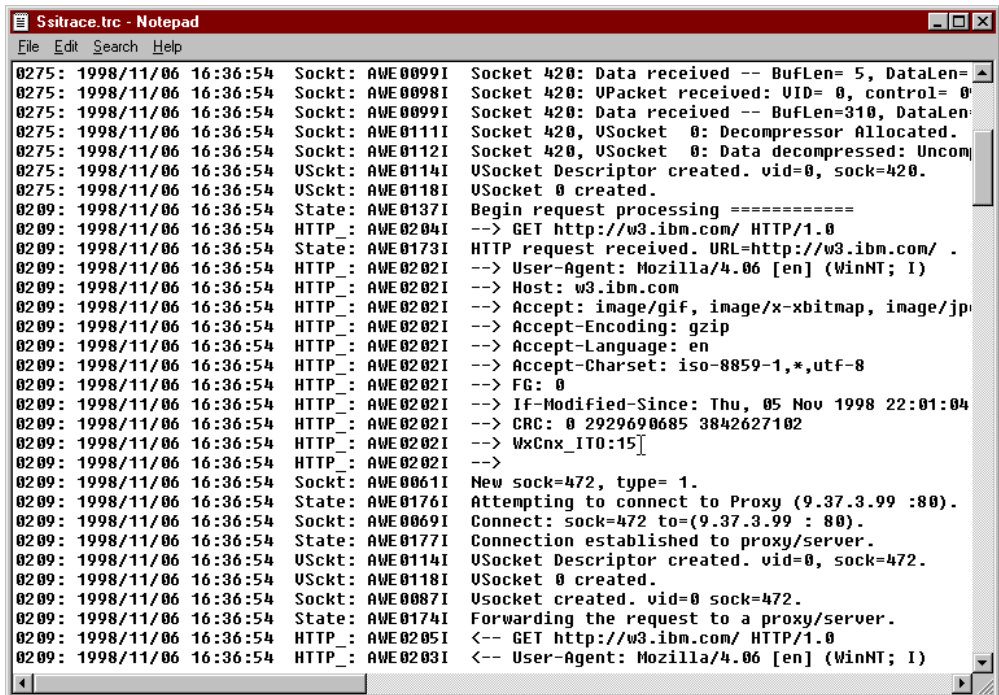 Ssitrace.trc - Notepad
File Edit Search Help
0275: 1998/11/06 16:36:54 Sockt: AWE0099I Socket 420: Data received -- BufLen= 5, DataLen=
0275: 1998/11/06 16:36:54 Sockt: AWE0098I Socket 420: VPacket received: VID= 0, control=
0275: 1998/11/06 16:36:54 Sockt: AWE0099I Socket 420: Data received -- BufLen=310, DataLen
0275: 1998/11/06 16:36:54 Sockt: AWE0111I Socket 420, VSocket 0: Decompressor Allocated.
0275: 1998/11/06 16:36:54 Sockt: AWE0112I Socket 420, VSocket 0: Data decompressed: Uncom
0275: 1998/11/06 16:36:54 VSckt: AWE0114I VSocket Descriptor created. vid=0, sock=420.
0275: 1998/11/06 16:36:54 VSckt: AWE0118I VSocket 0 created.
0209: 1998/11/06 16:36:54 State: AWE0137I Begin request processing ============
0209: 1998/11/06 16:36:54 HTTP_: AWE0204I --> GET http://w3.ibm.com/ HTTP/1.0
0209: 1998/11/06 16:36:54 State: AWE0173I HTTP request received. URL=http://w3.ibm.com/ .
0209: 1998/11/06 16:36:54 HTTP_: AWE0202I --> User-Agent: Mozilla/4.06 [en] (WinNT; I)
0209: 1998/11/06 16:36:54 HTTP_: AWE0202I --> Host: w3.ibm.com
0209: 1998/11/06 16:36:54 HTTP_: AWE0202I --> Accept: image/gif, image/x-xbitmap, image/jp
0209: 1998/11/06 16:36:54 HTTP_: AWE0202I --> Accept-Encoding: gzip
0209: 1998/11/06 16:36:54 HTTP_: AWE0202I --> Accept-Language: en
0209: 1998/11/06 16:36:54 HTTP_: AWE0202I --> Accept-Charset: iso-8859-1,*,utf-8
0209: 1998/11/06 16:36:54 HTTP_: AWE0202I --> FG: 0
0209: 1998/11/06 16:36:54 HTTP_: AWE0202I --> If-Modified-Since: Thu, 05 Nov 1998 22:01:04
0209: 1998/11/06 16:36:54 HTTP_: AWE0202I --> CRC: 0 2929690685 3842627102
0209: 1998/11/06 16:36:54 HTTP_: AWE0202I --> WxCnx_ITO:15
0209: 1998/11/06 16:36:54 HTTP_: AWE0202I -->
0209: 1998/11/06 16:36:54 Sockt: AWE0061I New sock=472, type= 1.
0209: 1998/11/06 16:36:54 State: AWE0176I Attempting to connect to Proxy (9.37.3.99 :80).
0209: 1998/11/06 16:36:54 Sockt: AWE0069I Connect: sock=472 to=(9.37.3.99 : 80).
0209: 1998/11/06 16:36:54 State: AWE0177I Connection established to proxy/server.
0209: 1998/11/06 16:36:54 VSckt: AWE0114I VSocket Descriptor created. vid=0, sock=472.
0209: 1998/11/06 16:36:54 VSckt: AWE0118I VSocket 0 created.
0209: 1998/11/06 16:36:54 Sockt: AWE0087I Vsocket created. vid=0 sock=472.
0209: 1998/11/06 16:36:54 State: AWE0174I Forwarding the request to a proxy/server.
0209: 1998/11/06 16:36:54 HTTP_: AWE0205I <-- GET http://w3.ibm.com/ HTTP/1.0
0209: 1998/11/06 16:36:54 HTTP_: AWE0203I <-- User-Agent: Mozilla/4.06 [en] (WinNT; I)